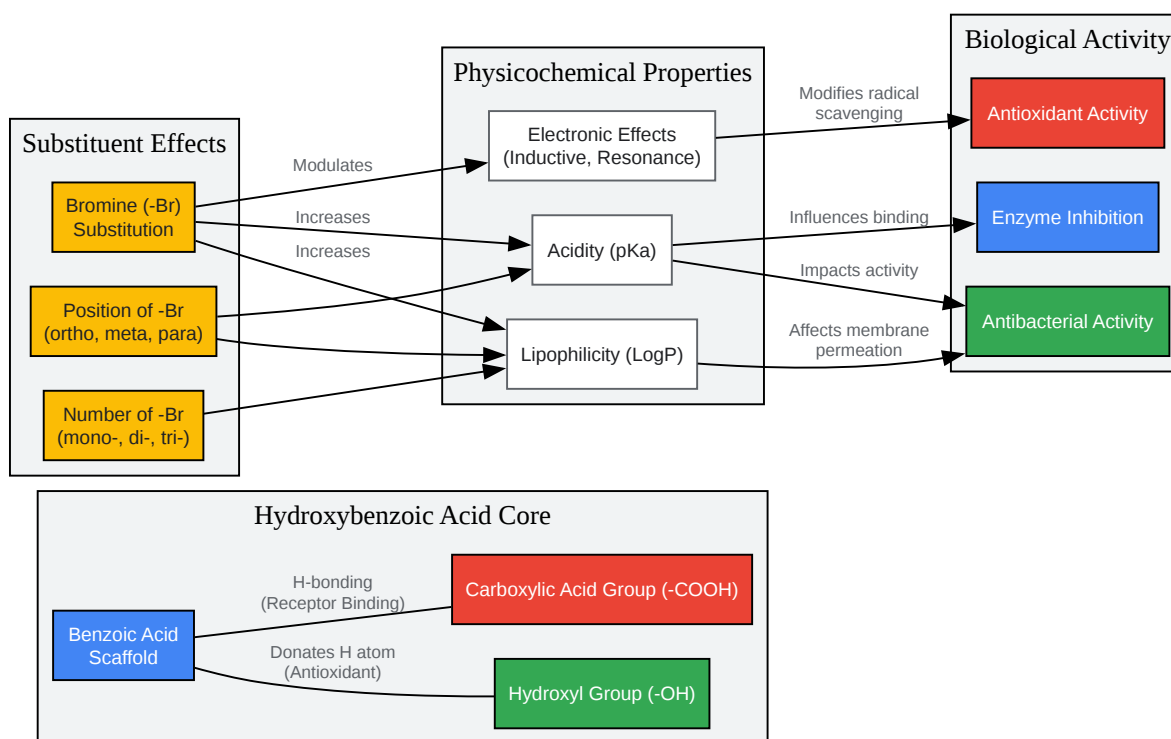 Substituent Effects
Bromine (-Br)
Substitution
Position of -Br
(ortho, meta, para)
Number of -Br
(mono-, di-, tri-)
Modulates
Increases
Increases
Physicochemical Properties
Electronic Effects
(Inductive, Resonance)
Acidity (pKa)
Lipophilicity (LogP)
Modifies radical
scavenging
Influences binding
Impacts activity
Affects membrane
permeation
Biological Activity
Antioxidant Activity
Enzyme Inhibition
Antibacterial Activity
Hydroxybenzoic Acid Core
Benzoic Acid
Scaffold
H-bonding
(Receptor Binding)
Donates H atom
(Antioxidant)
Carboxylic Acid Group (-COOH)
Hydroxyl Group (-OH)